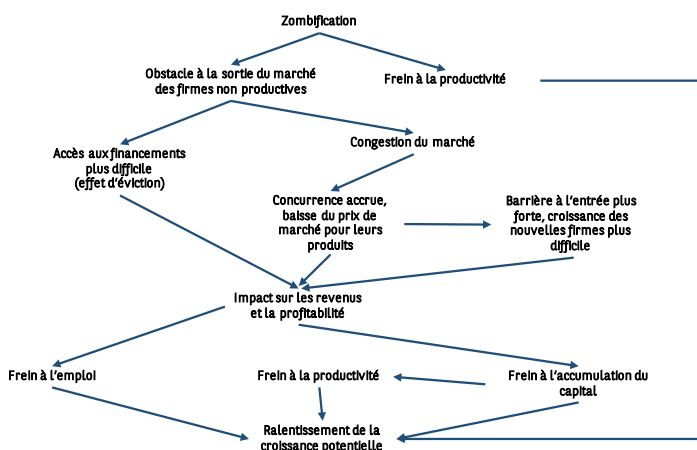 Zombification
Obstacle à la sortie du marché
des firmes non productives
Frein à la productivité
Accès aux financements
plus difficile
(effet d'éviction)
Congestion du marché
Concurrence accrue,
baisse du prix de
marché pour leurs
produits
Barrière à l'entrée plus
forte, croissance des
nouvelles firmes plus
difficile
Impact sur les revenus
et la profitabilité
Frein à l'emploi
Frein à la productivité
Frein à l'accumulation du
capital
Ralentissement de la
croissance potentielle